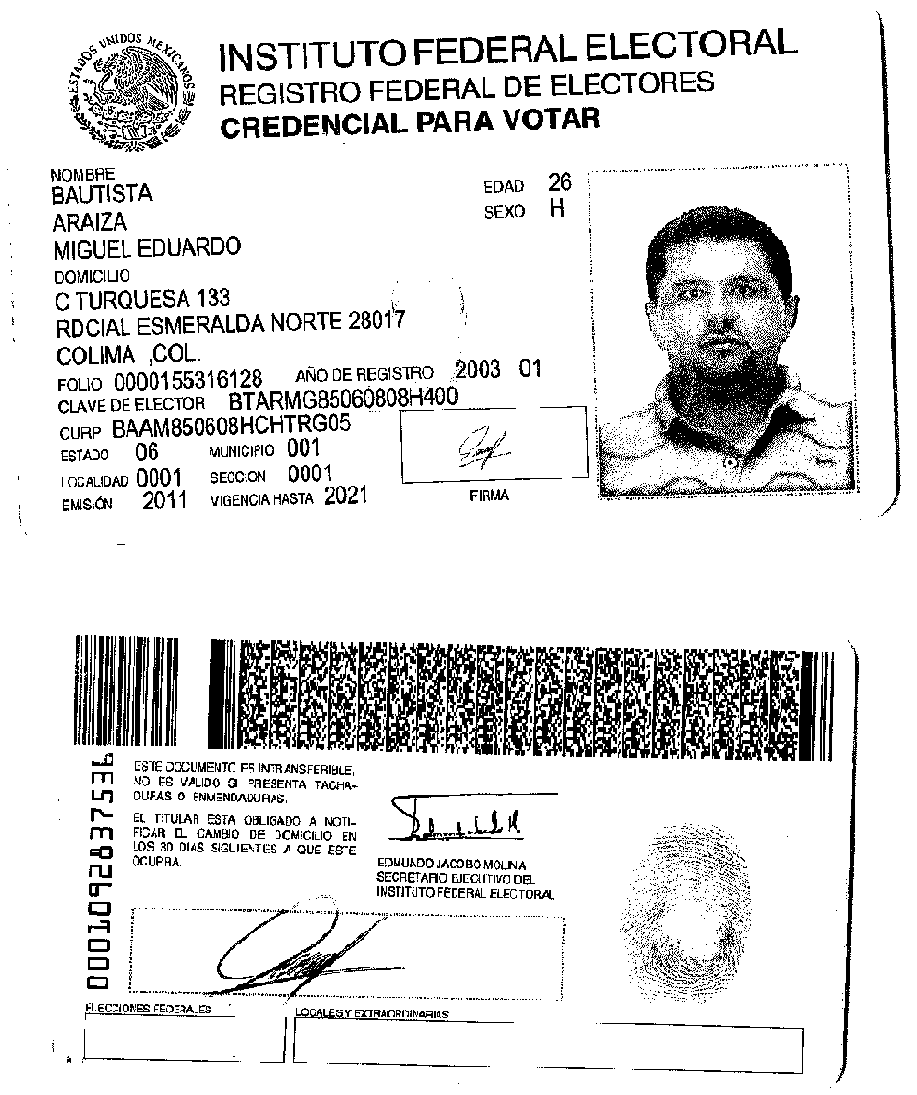 ESTADOS UNIDOS MEXICANOS
INSTITUTO FEDERAL ELECTORAL
REGISTRO FEDERAL DE ELECTORES
CREDENCIAL PARA VOTAR
NOMBRE
BAUTISTA
EDAD 26
ARAIZA
SEXO H
MIGUEL EDUARDO
DOMICILIO
C TURQUESA 133
RDCIAL ESMERALDA NORTE 28017
COLIMA ,COL.
FOLIO 0000155316128 AÑO DE REGISTRO 2003 01
CLAVE DE ELECTOR BTARMG85060808H400
CURP BAAM850608HCHTRG05
ESTADO 06 MUNICIPIO 001
LOCALIDAD 0001 SECCION 0001
EMISIÓN 2011 VIGENCIA HASTA 2021
FIRMA
ESTE DOCUMENTO ES INTRANSFERIBLE,
NO ES VALIDO SI PRESENTA TACHA-
DURAS O ENMENDADURAS.
EL TITULAR ESTA OBLIGADO A NOTI-
FICAR EL CAMBIO DE DOMICILIO EN
LOS 30 DIAS SIGUIENTES A QUE ESTE
OCURRA.
EDMUNDO JACOBO MOLINA
SECRETARIO EJECUTIVO DEL
INSTITUTO FEDERAL ELECTORAL
ELECCIONES FEDERALES
LOCALES Y EXTRAORDINARIAS